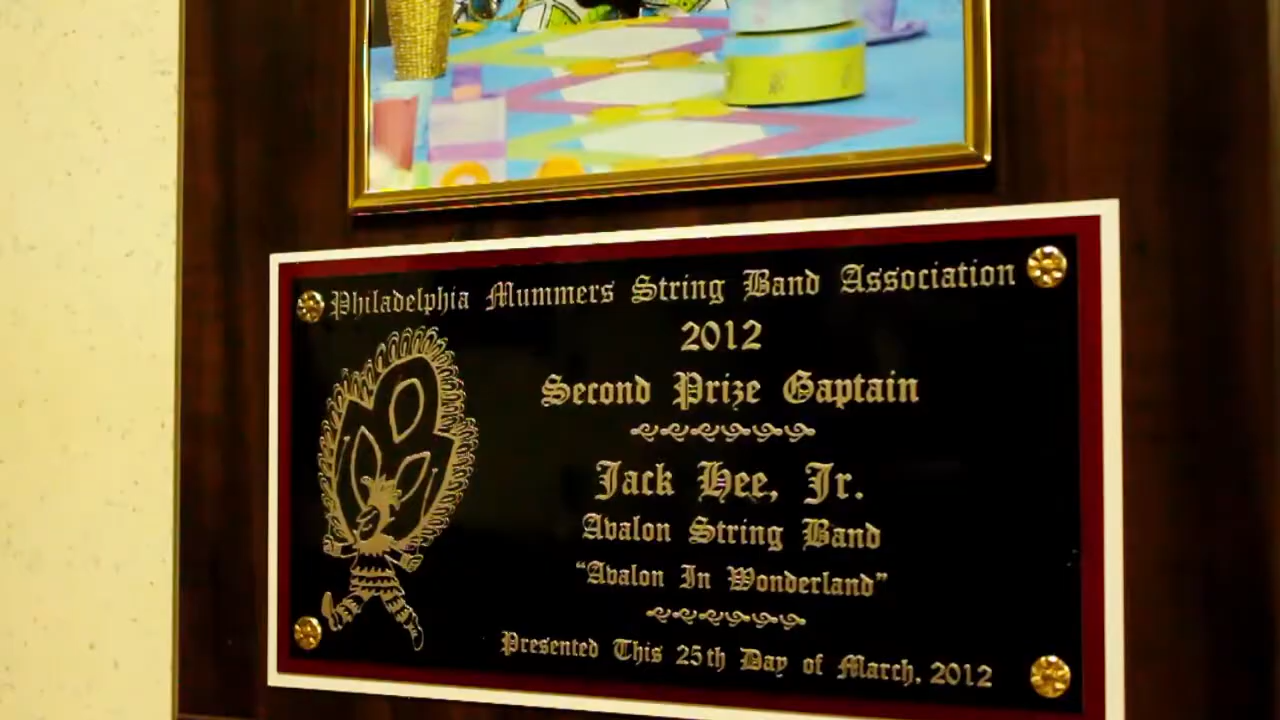 Philadelphia Mummers String Band Association
2012
Second Prize Captain
Jack Hee, Jr.
Avalon String Band
“Avalon In Wonderland”
Presented This 25th Day of March, 2012